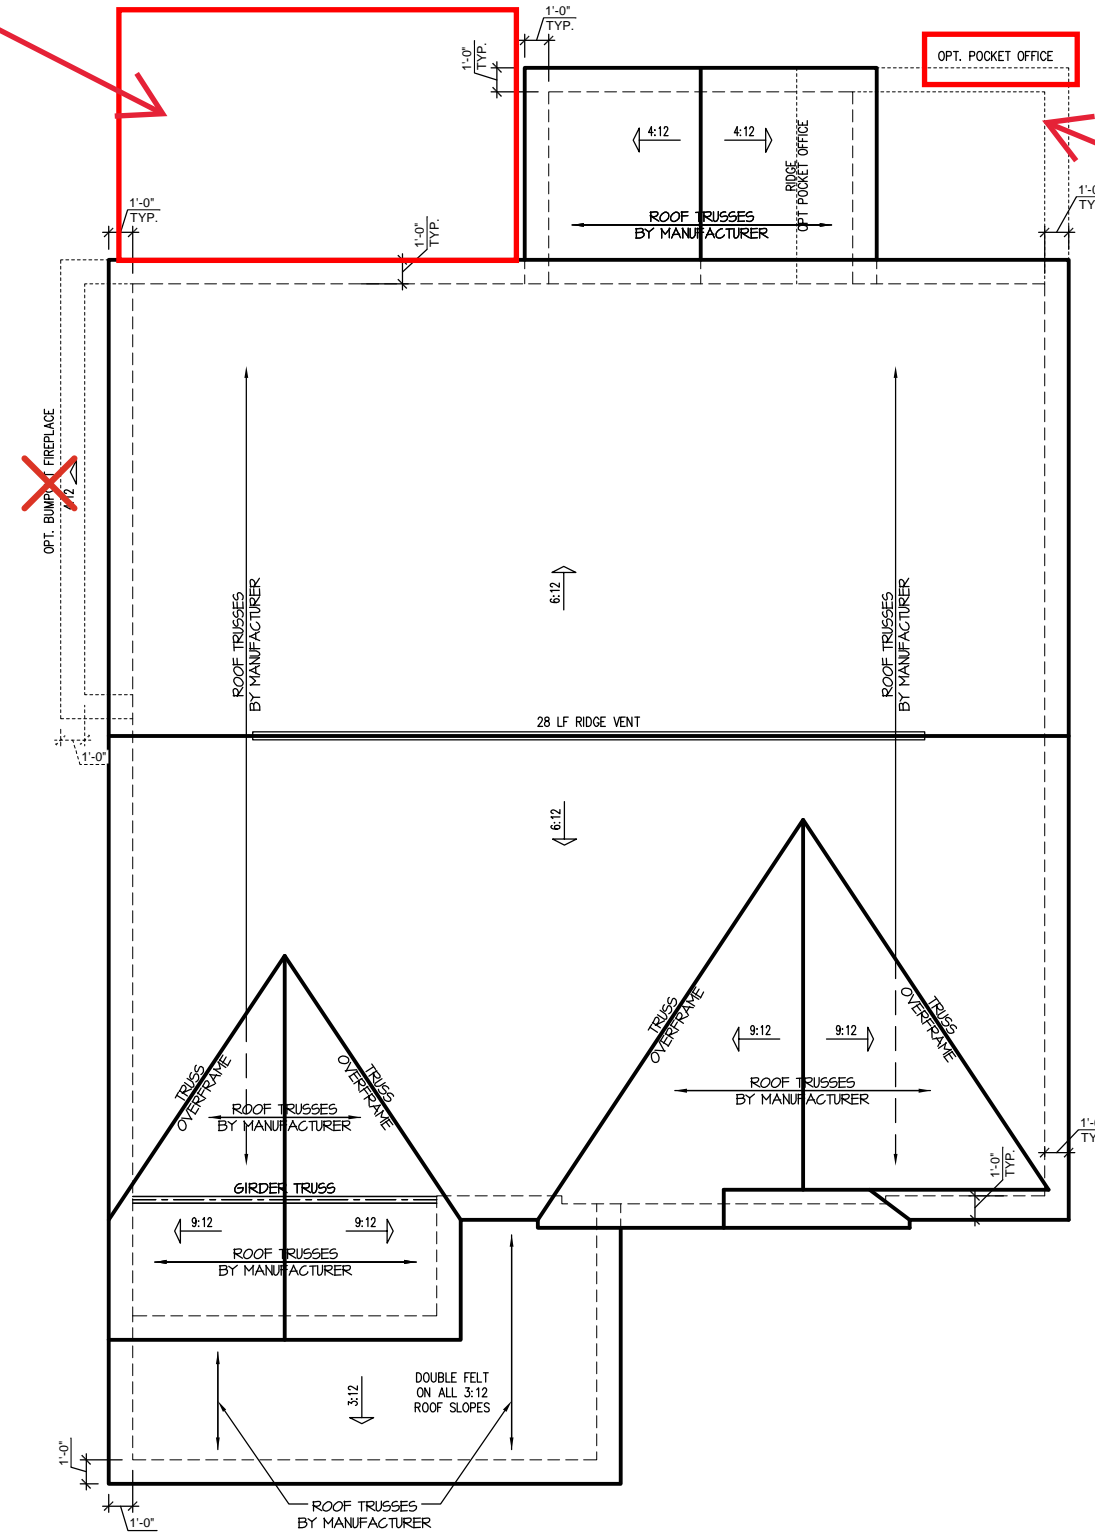 1'-0"
TYP.
1'-0"
TYP.
OPT. POCKET OFFICE
4:12
4:12
RIDGE
OPT POCKET OFFICE
ROOF TRUSSES
BY MANUFACTURER
1'-0"
TYP.
1'-0"
TYP.
OPT. BUMPOUT FIREPLACE
4:12
ROOF TRUSSES
BY MANUFACTURER
6:12
ROOF TRUSSES
BY MANUFACTURER
28 LF RIDGE VENT
1'-0"
6:12
TRUSS
OVERFRAME
TRUSS
OVERFRAME
9:12
9:12
ROOF TRUSSES
BY MANUFACTURER
TRUSS
OVERFRAME
TRUSS
OVERFRAME
ROOF TRUSSES
BY MANUFACTURER
1'-0"
TYP.
GIRDER TRUSS
9:12
9:12
ROOF TRUSSES
BY MANUFACTURER
3:12
DOUBLE FELT
ON ALL 3:12
ROOF SLOPES
1'-0"
1'-0"
ROOF TRUSSES
BY MANUFACTURER